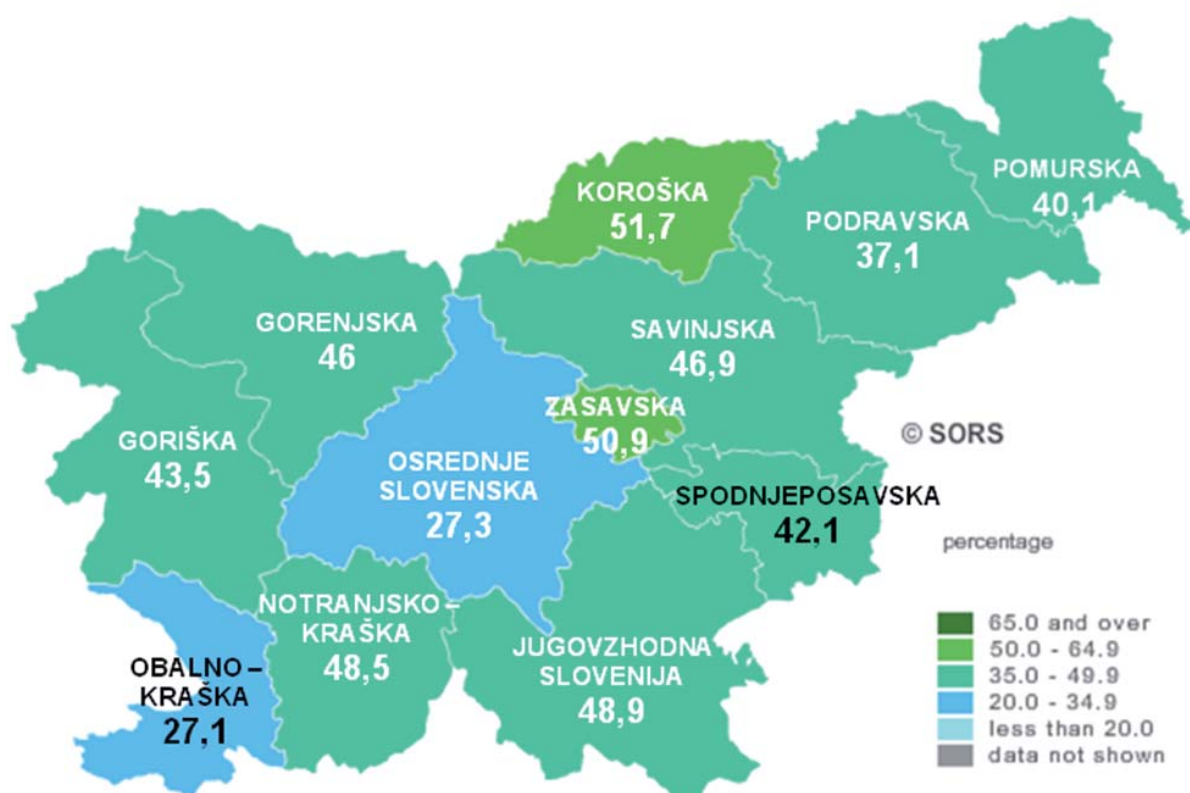 POMURSKA
40,1
KOROŠKA
51,7
PODRAVSKA
37,1
GORENJSKA
46
SAVINJSKA
46,9
ZASAVSKA
50,9
GORIŠKA
43,5
OSREDNJE
SLOVENSKA
27,3
© SORS
SPODNJEPOSAVSKA
42,1
NOTRANJSKO–
KRAŠKA
48,5
JUGOVZHODNA
SLOVENIJA
48,9
OBALNO–
KRAŠKA
27,1
percentage
65.0 and over
50.0 - 64.9
35.0 - 49.9
20.0 - 34.9
less than 20.0
data not shown